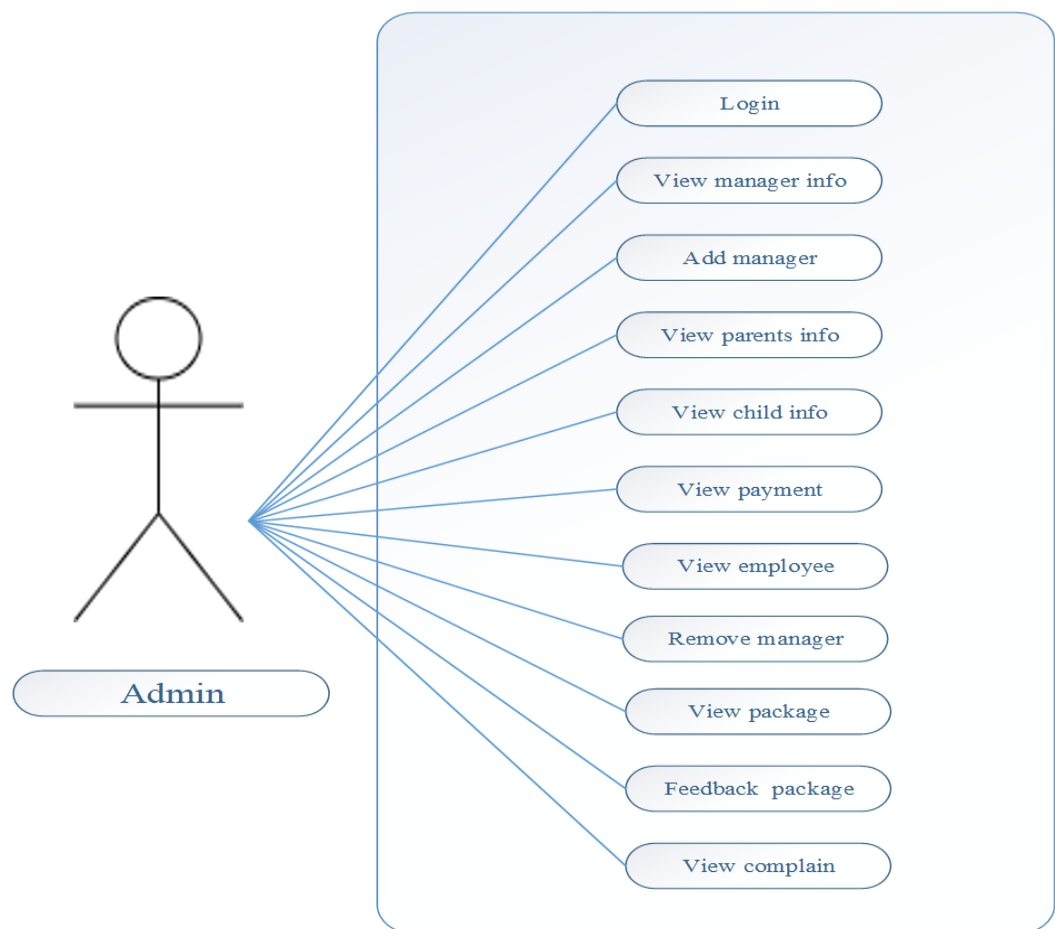 Login
View manager info
Add manager
View parents info
View child info
View payment
View employee
Remove manager
Admin
View package
Feedback  package
View complain